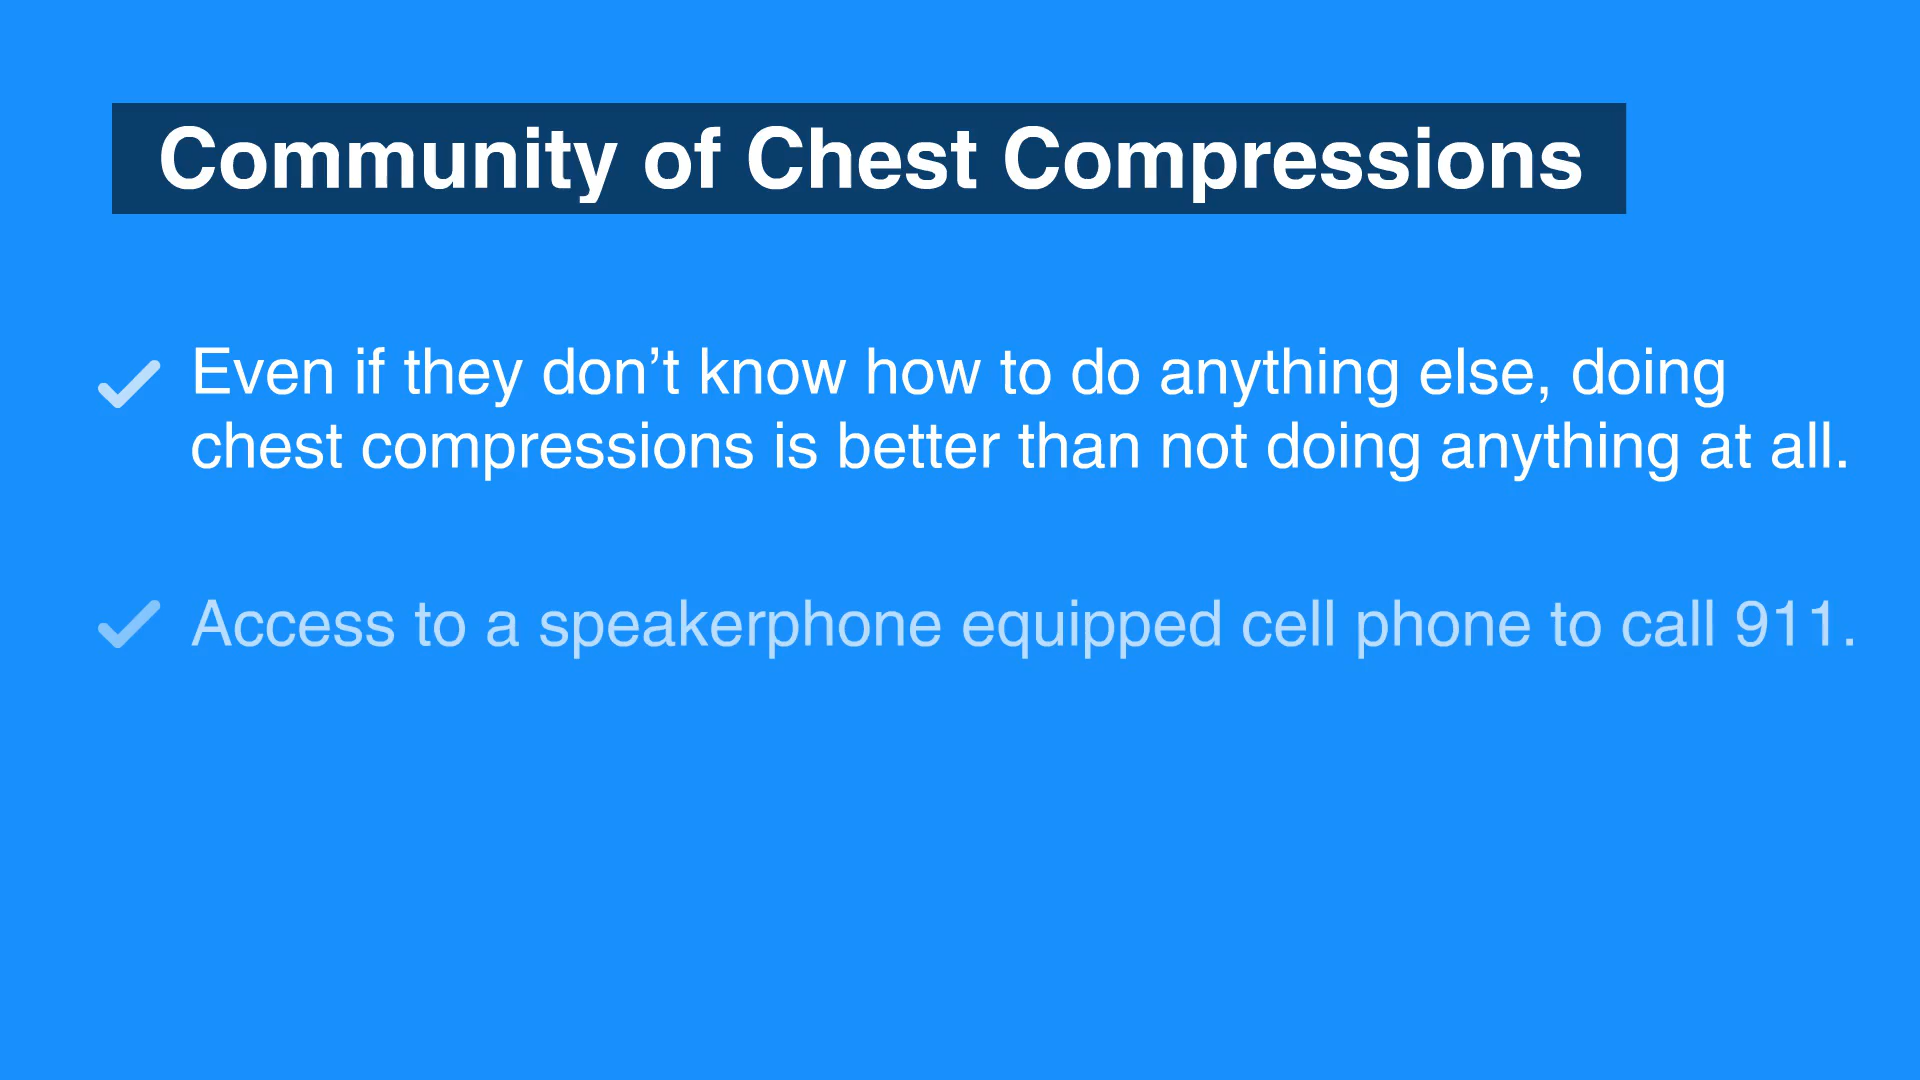 Community of Chest Compressions
Even if they don’t know how to do anything else, doing
chest compressions is better than not doing anything at all.
Access to a speakerphone equipped cell phone to call 911.